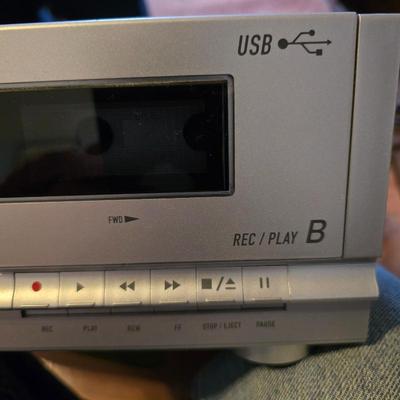 USB
FWD
REC / PLAY B
REC PLAY REW FF STOP / EJECT PAUSE